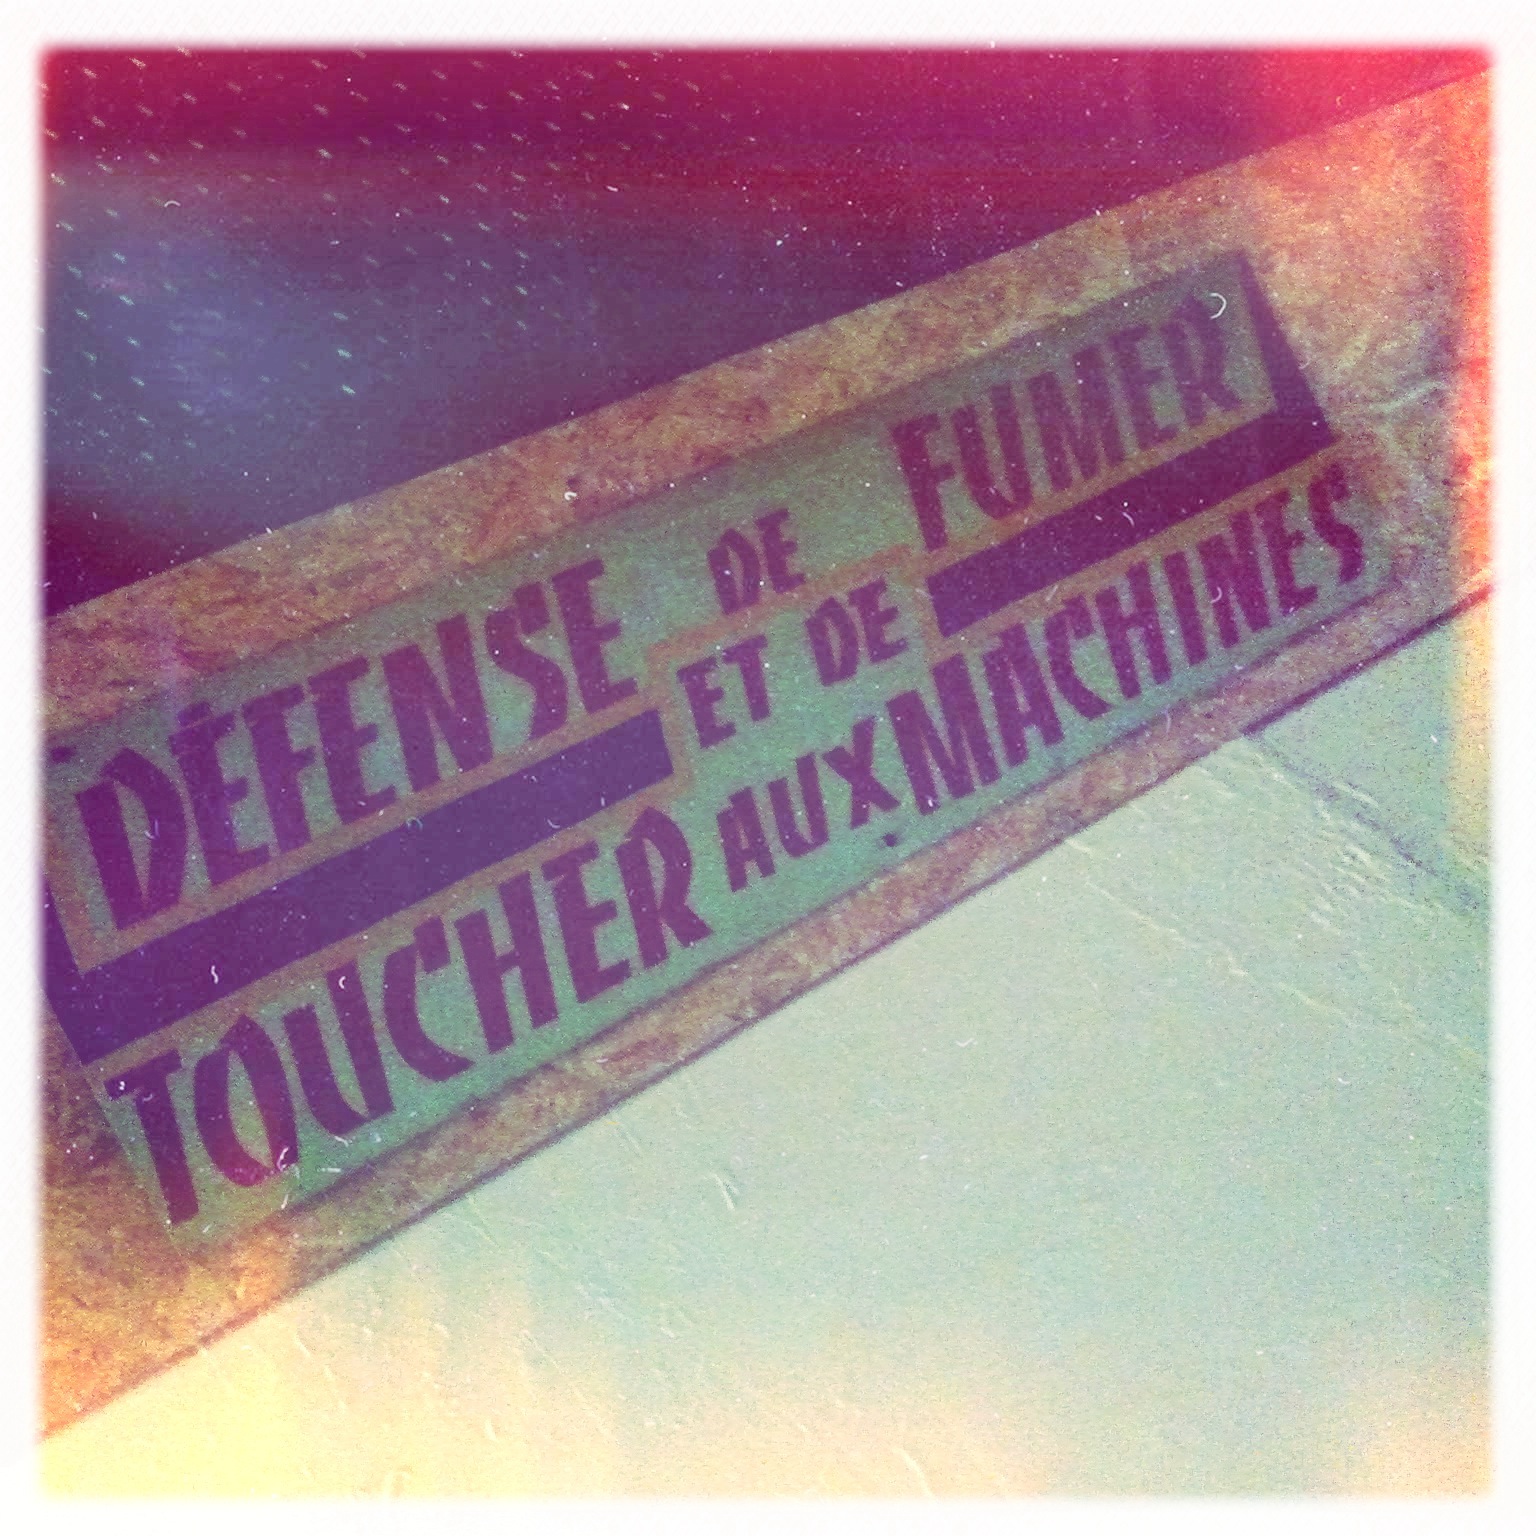 DÉFENSE DE FUMER
ET DE
TOUCHER AUX MACHINES